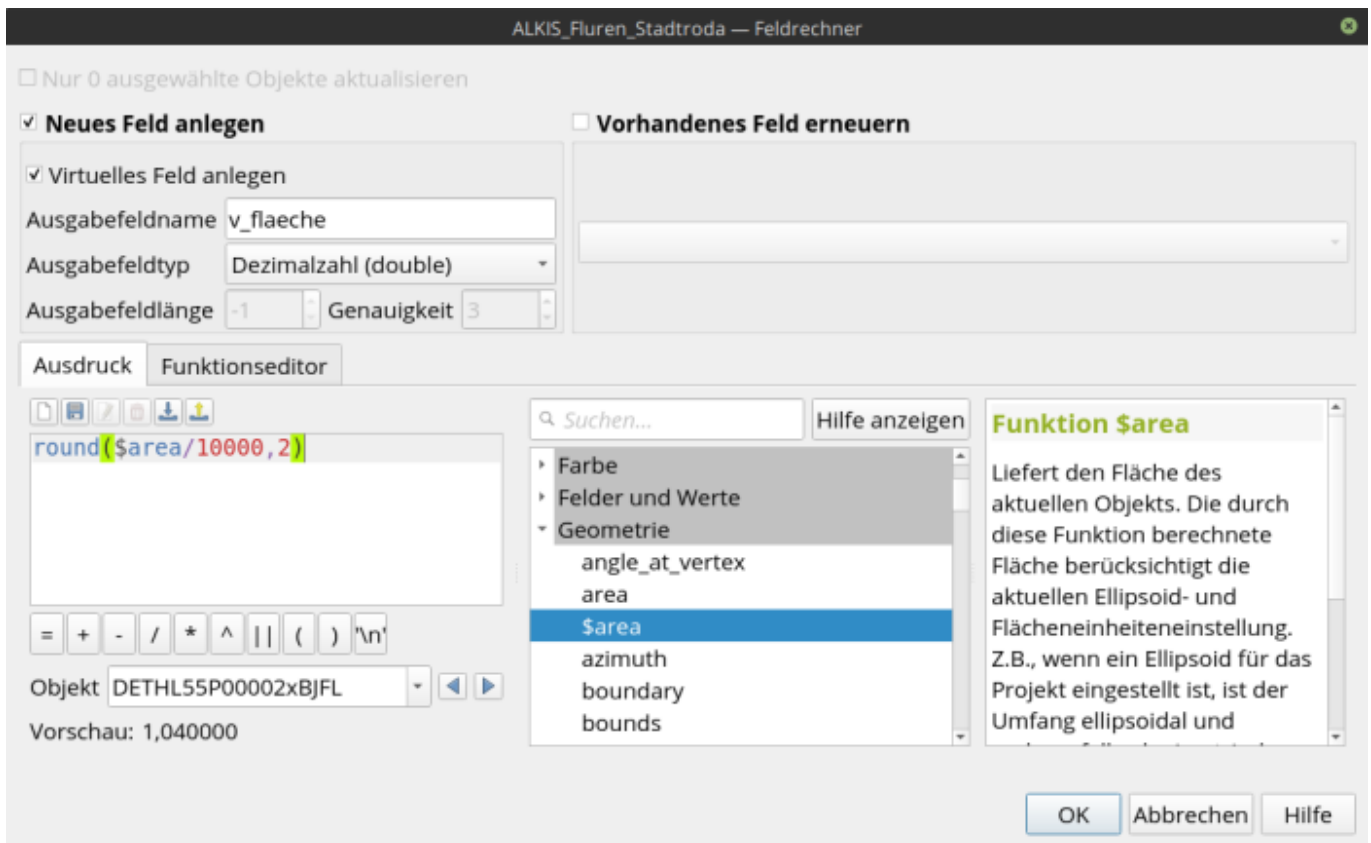 ALKIS_Fluren_Stadtroda — Feldrechner
Nur 0 ausgewählte Objekte aktualisieren
Neues Feld anlegen
Vorhandenes Feld erneuern
Virtuelles Feld anlegen
Ausgabefeldname v_flaeche
Ausgabefeldtyp Dezimalzahl (double)
Ausgabefeldlänge -1 Genauigkeit 3
Ausdruck Funktionseditor
round($area/10000,2)
= + - / * ^ || ( ) '\n'
Objekt DETHL55P00002xBJFL
Vorschau: 1,040000
Suchen... Hilfe anzeigen
Farbe
Felder und Werte
Geometrie
angle_at_vertex
area
$area
azimuth
boundary
bounds
Funktion $area
Liefert den Fläche des
aktuellen Objekts. Die durch
diese Funktion berechnete
Fläche berücksichtigt die
aktuellen Ellipsoid- und
Flächeneinheiteneinstellung.
Z.B., wenn ein Ellipsoid für das
Projekt eingestellt ist, ist der
Umfang ellipsoidal und
OK Abbrechen Hilfe